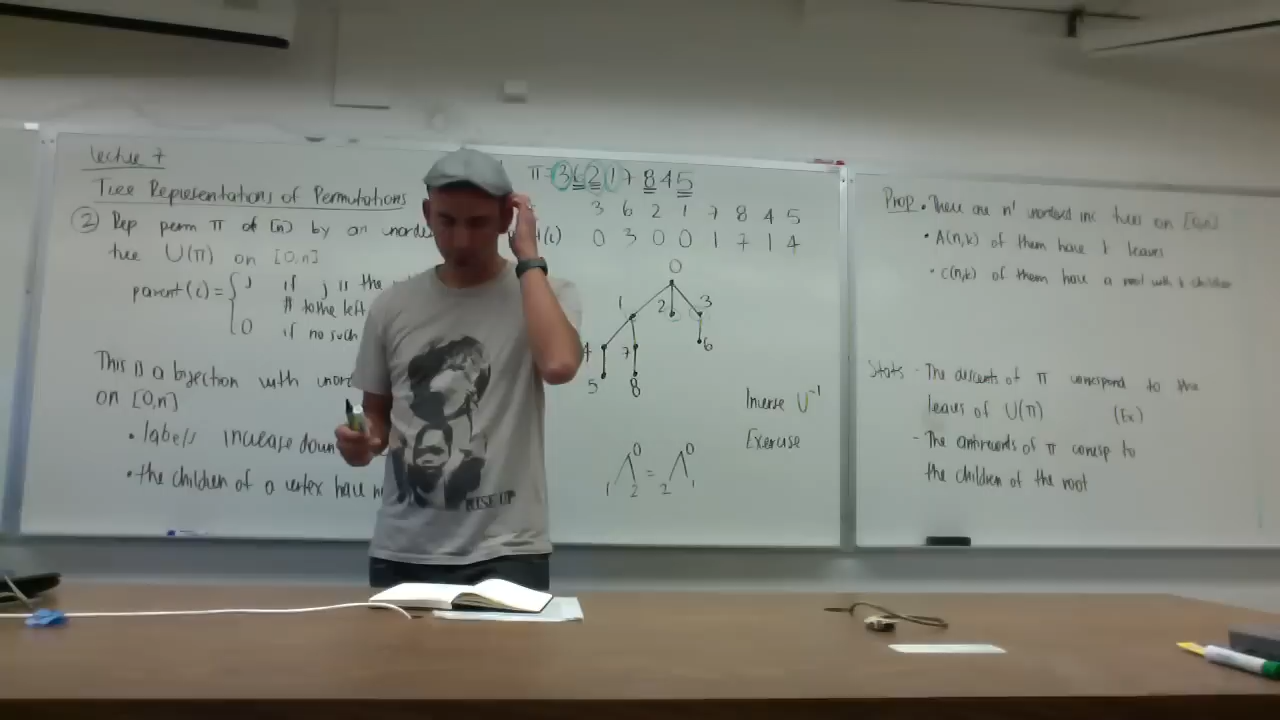 Lecture 7
Tree Representations of Permutations
② Rep perm π of [n] by an unorde
tree U(π) on [0,n]
parent(i) = { j if j is the
# to the left
0 if no such
This is a bijection with unor
on [0,n]
• labels increase down
• the children of a vertex have n
π = 3 6 2 1 7 8 4 5
3 6 2 1 7 8 4 5
t(i) 0 3 0 0 1 7 1 4
0
1 2 3
4 7 6
5 8
Inverse U⁻¹
Exercise
0 0
1 2 = 2 1
Prop • There are n! unordered inc trees on [0,n]
• A(n,k) of them have k leaves
• c(n,k) of them have a root with k children
Stats - The descents of π correspond to the
leaves of U(π) (Ex)
- The antirecords of π corresp to
the children of the root
RISE UP